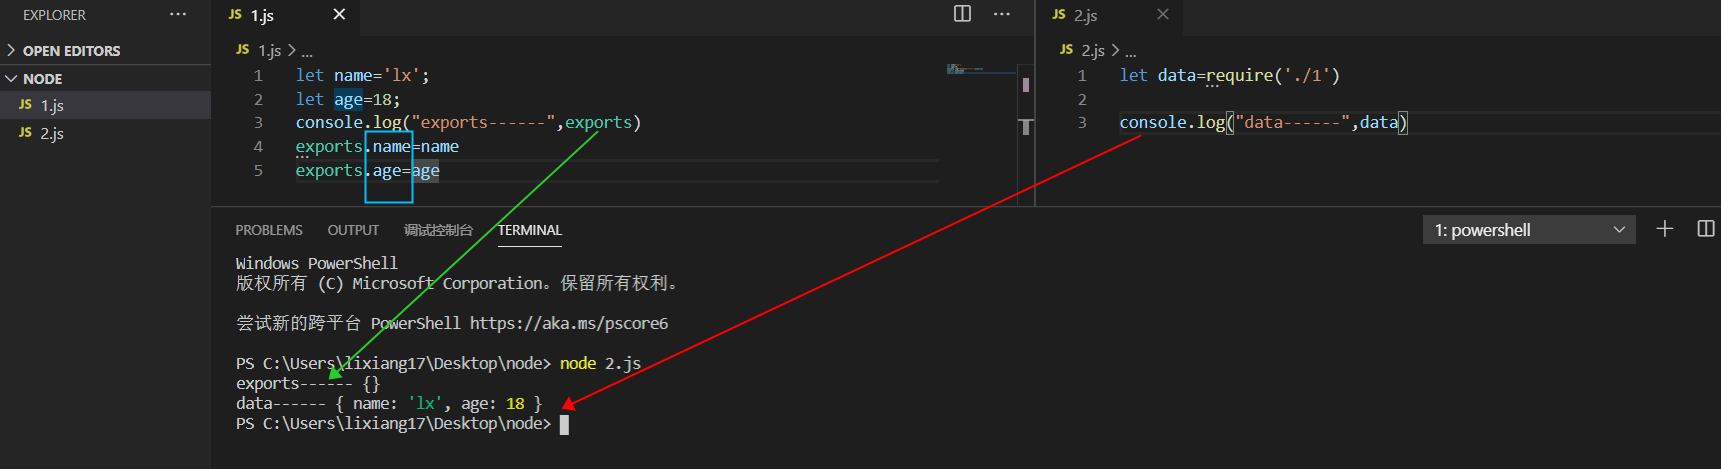 EXPLORER ···
OPEN EDITORS
NODE
JS 1.js
JS 2.js
JS 1.js ×
JS 1.js > ...
1 let name='lx';
2 let age=18;
3 console.log("exports------",exports)
4 exports.name=name
5 exports.age=age
JS 2.js ×
JS 2.js > ...
1 let data=require('./1')
2
3 console.log("data------",data)
PROBLEMS OUTPUT 调试控制台 TERMINAL
1: powershell
Windows PowerShell
版权所有 (C) Microsoft Corporation。保留所有权利。
尝试新的跨平台 PowerShell https://aka.ms/pscore6
PS C:\Users\lixiang17\Desktop\node> node 2.js
exports------ {}
data------ { name: 'lx', age: 18 }
PS C:\Users\lixiang17\Desktop\node>